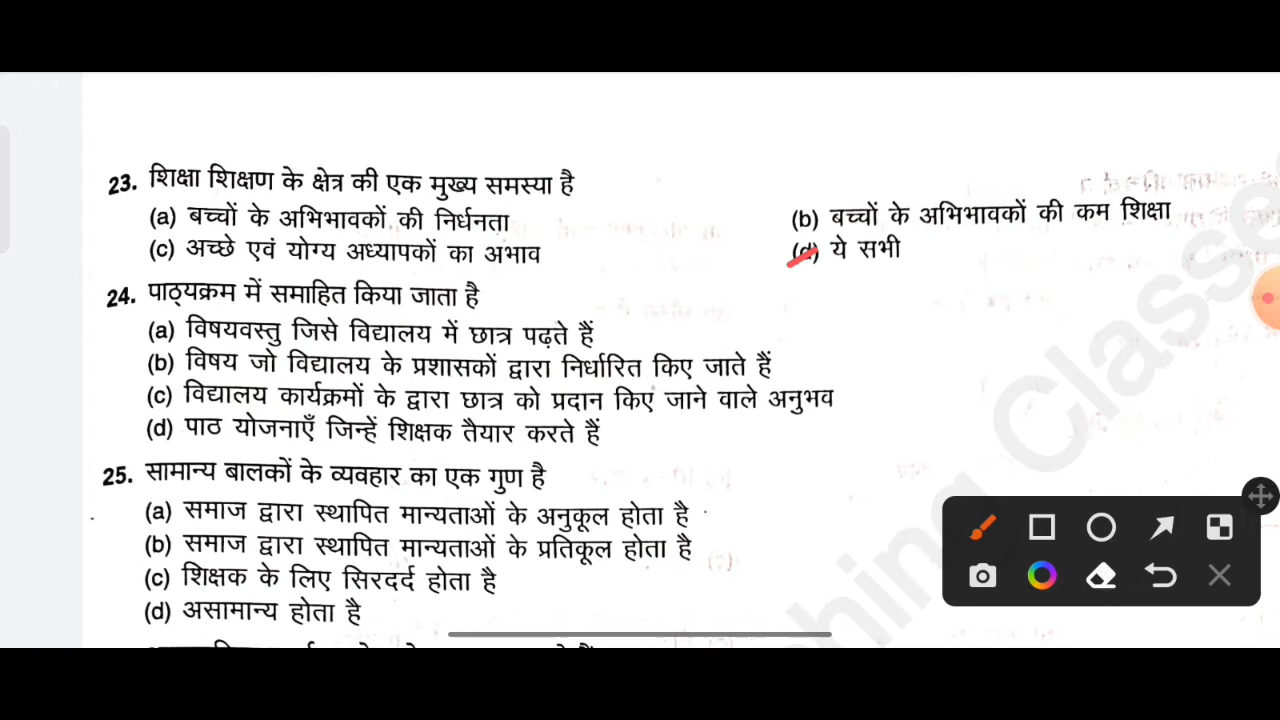 23. शिक्षा शिक्षण के क्षेत्र की एक मुख्य समस्या है
(a) बच्चों के अभिभावकों की निर्धनता (b) बच्चों के अभिभावकों की कम शिक्षा
(c) अच्छे एवं योग्य अध्यापकों का अभाव (d) ये सभी
24. पाठ्यक्रम में समाहित किया जाता है
(a) विषयवस्तु जिसे विद्यालय में छात्र पढ़ते हैं
(b) विषय जो विद्यालय के प्रशासकों द्वारा निर्धारित किए जाते हैं
(c) विद्यालय कार्यक्रमों के द्वारा छात्र को प्रदान किए जाने वाले अनुभव
(d) पाठ योजनाएँ जिन्हें शिक्षक तैयार करते हैं
25. सामान्य बालकों के व्यवहार का एक गुण है
(a) समाज द्वारा स्थापित मान्यताओं के अनुकूल होता है
(b) समाज द्वारा स्थापित मान्यताओं के प्रतिकूल होता है
(c) शिक्षक के लिए सिरदर्द होता है
(d) असामान्य होता है
hing Classes